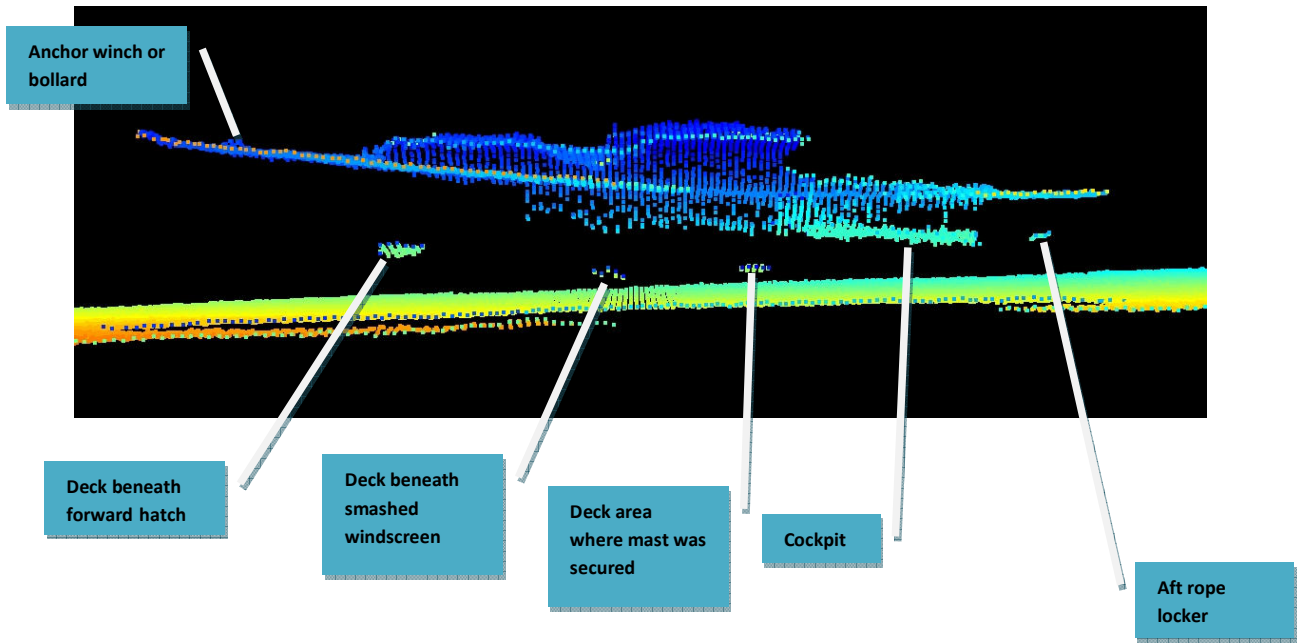 Anchor winch or
bollard
Deck beneath
forward hatch
Deck beneath
smashed
windscreen
Deck area
where mast was
secured
Cockpit
Aft rope
locker